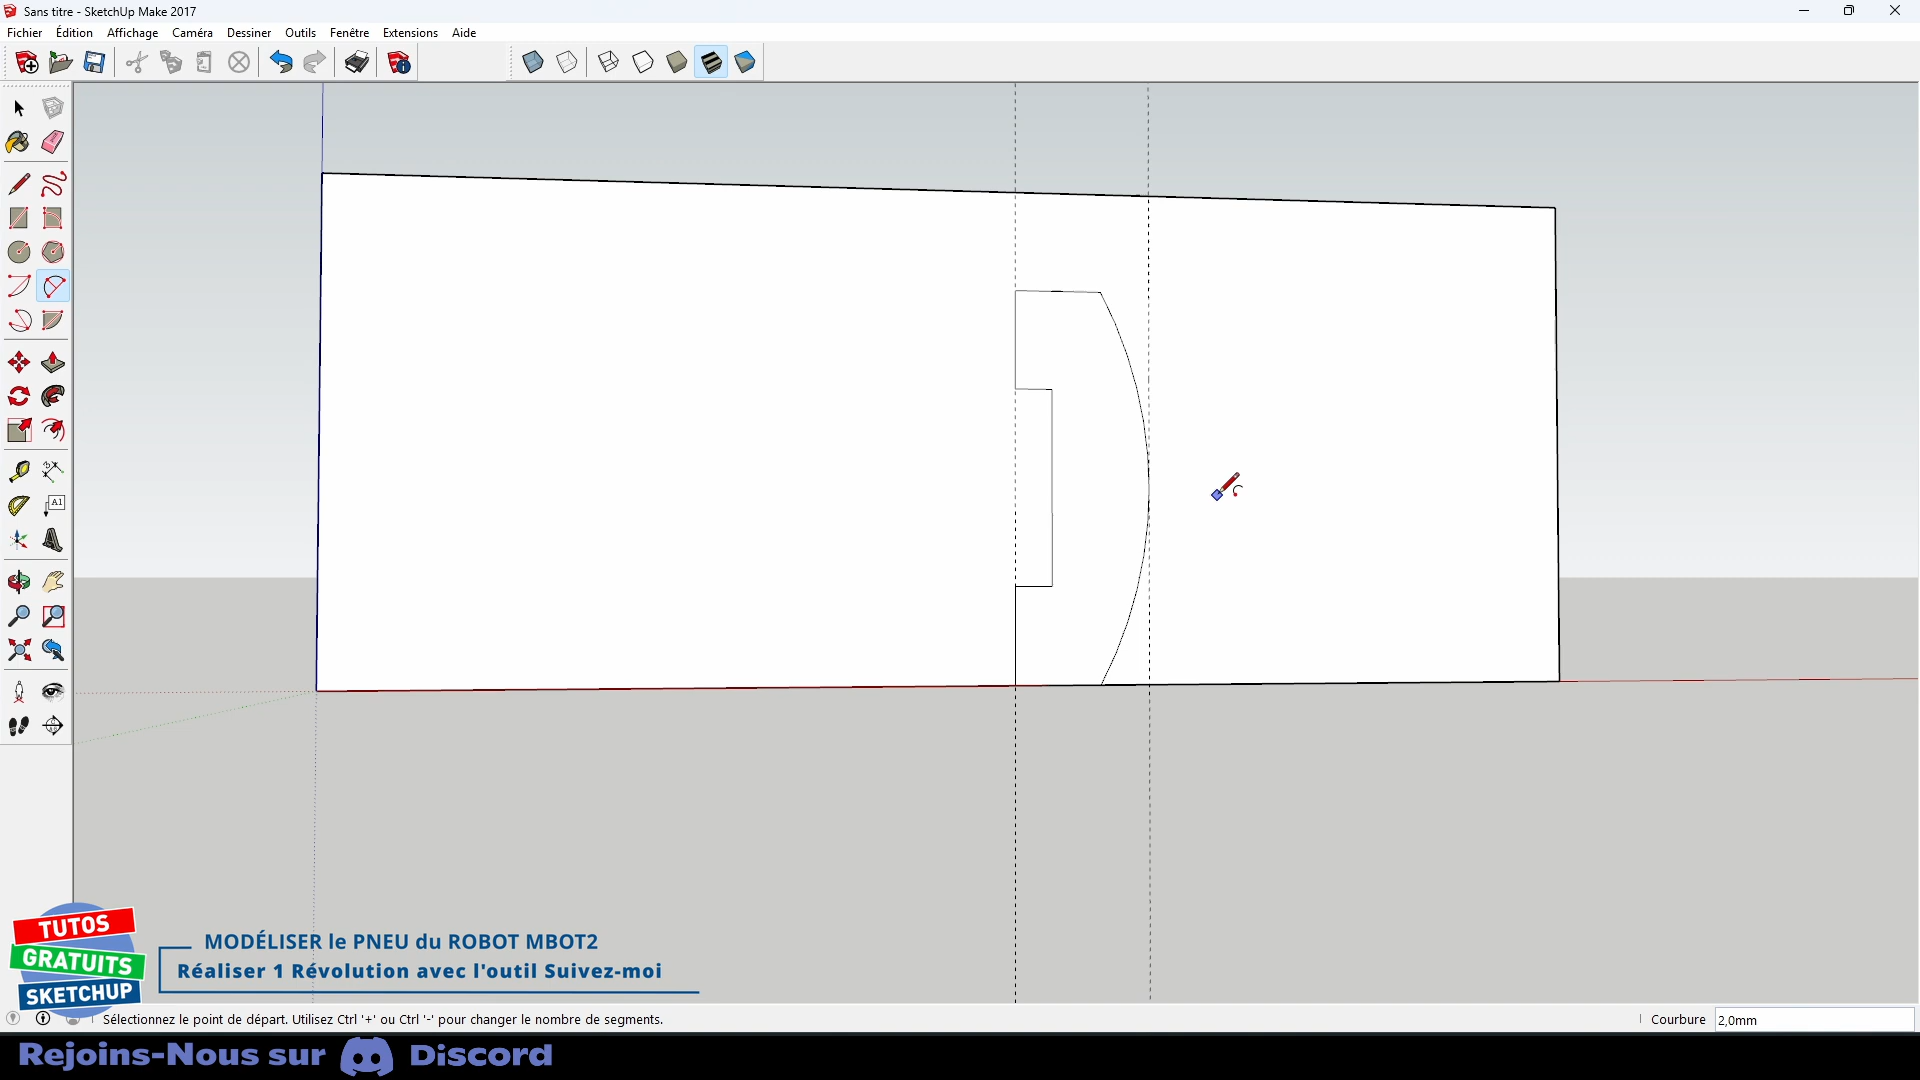 Sans titre - SketchUp Make 2017
Fichier Édition Affichage Caméra Dessiner Outils Fenêtre Extensions Aide
A1
MODÉLISER le PNEU du ROBOT MBOT2
Réaliser 1 Révolution avec l'outil Suivez-moi
TUTOS
GRATUITS
SKETCHUP
Sélectionnez le point de départ. Utilisez Ctrl '+' ou Ctrl '-' pour changer le nombre de segments.
Courbure 2,0mm
Rejoins-Nous sur Discord